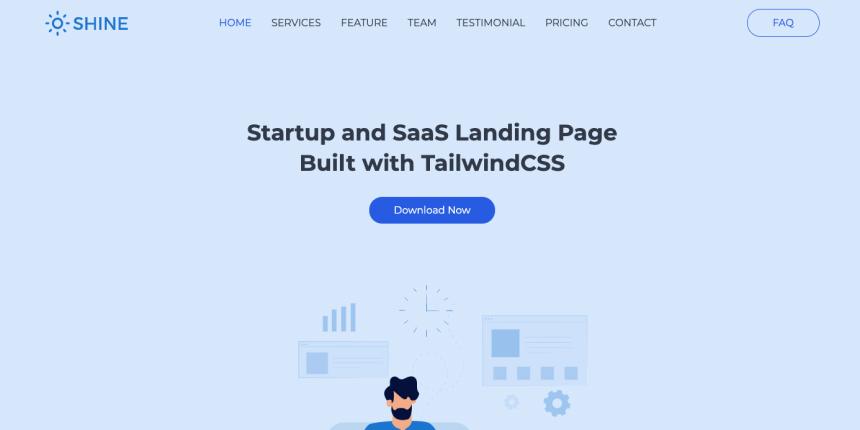 SHINE
HOME SERVICES FEATURE TEAM TESTIMONIAL PRICING CONTACT
FAQ
Startup and SaaS Landing Page
Built with TailwindCSS
Download Now